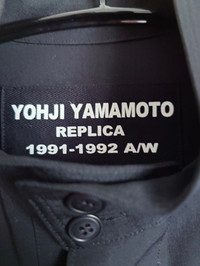 YOHJI YAMAMOTO
REPLICA
1991-1992 A/W